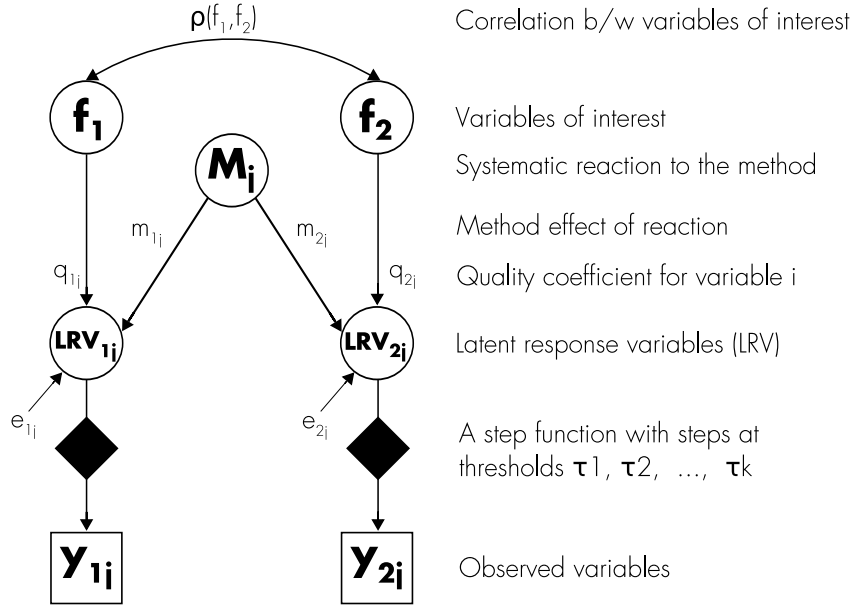 ρ(f₁,f₂) Correlation b/w variables of interest
f₁ f₂ Variables of interest
Mⱼ Systematic reaction to the method
m₁ⱼ m₂ⱼ Method effect of reaction
q₁ⱼ q₂ⱼ Quality coefficient for variable i
LRV₁ⱼ LRV₂ⱼ Latent response variables (LRV)
e₁ⱼ e₂ⱼ
A step function with steps at
thresholds τ1, τ2, ..., τk
y₁ⱼ y₂ⱼ Observed variables